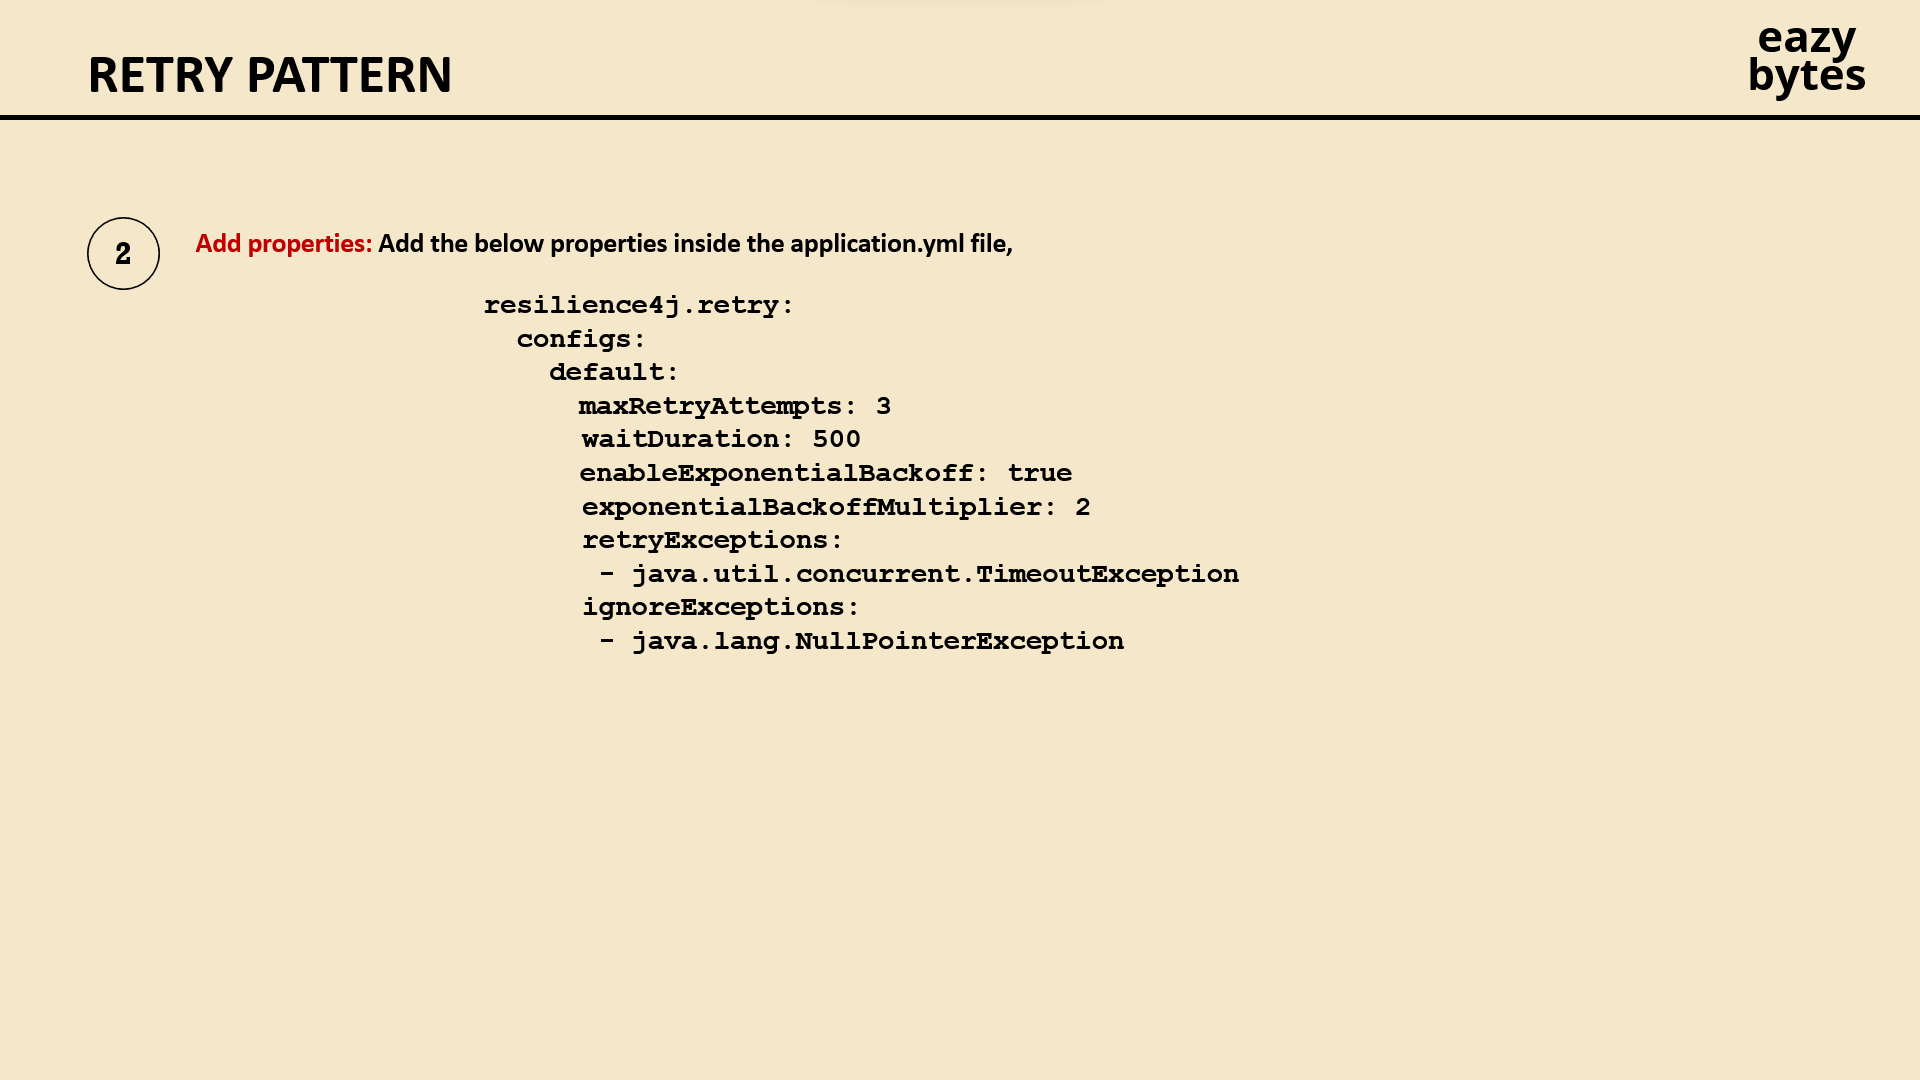 RETRY PATTERN
eazy
bytes
2
Add properties: Add the below properties inside the application.yml file,
resilience4j.retry:
  configs:
    default:
      maxRetryAttempts: 3
      waitDuration: 500
      enableExponentialBackoff: true
      exponentialBackoffMultiplier: 2
      retryExceptions:
       - java.util.concurrent.TimeoutException
      ignoreExceptions:
       - java.lang.NullPointerException